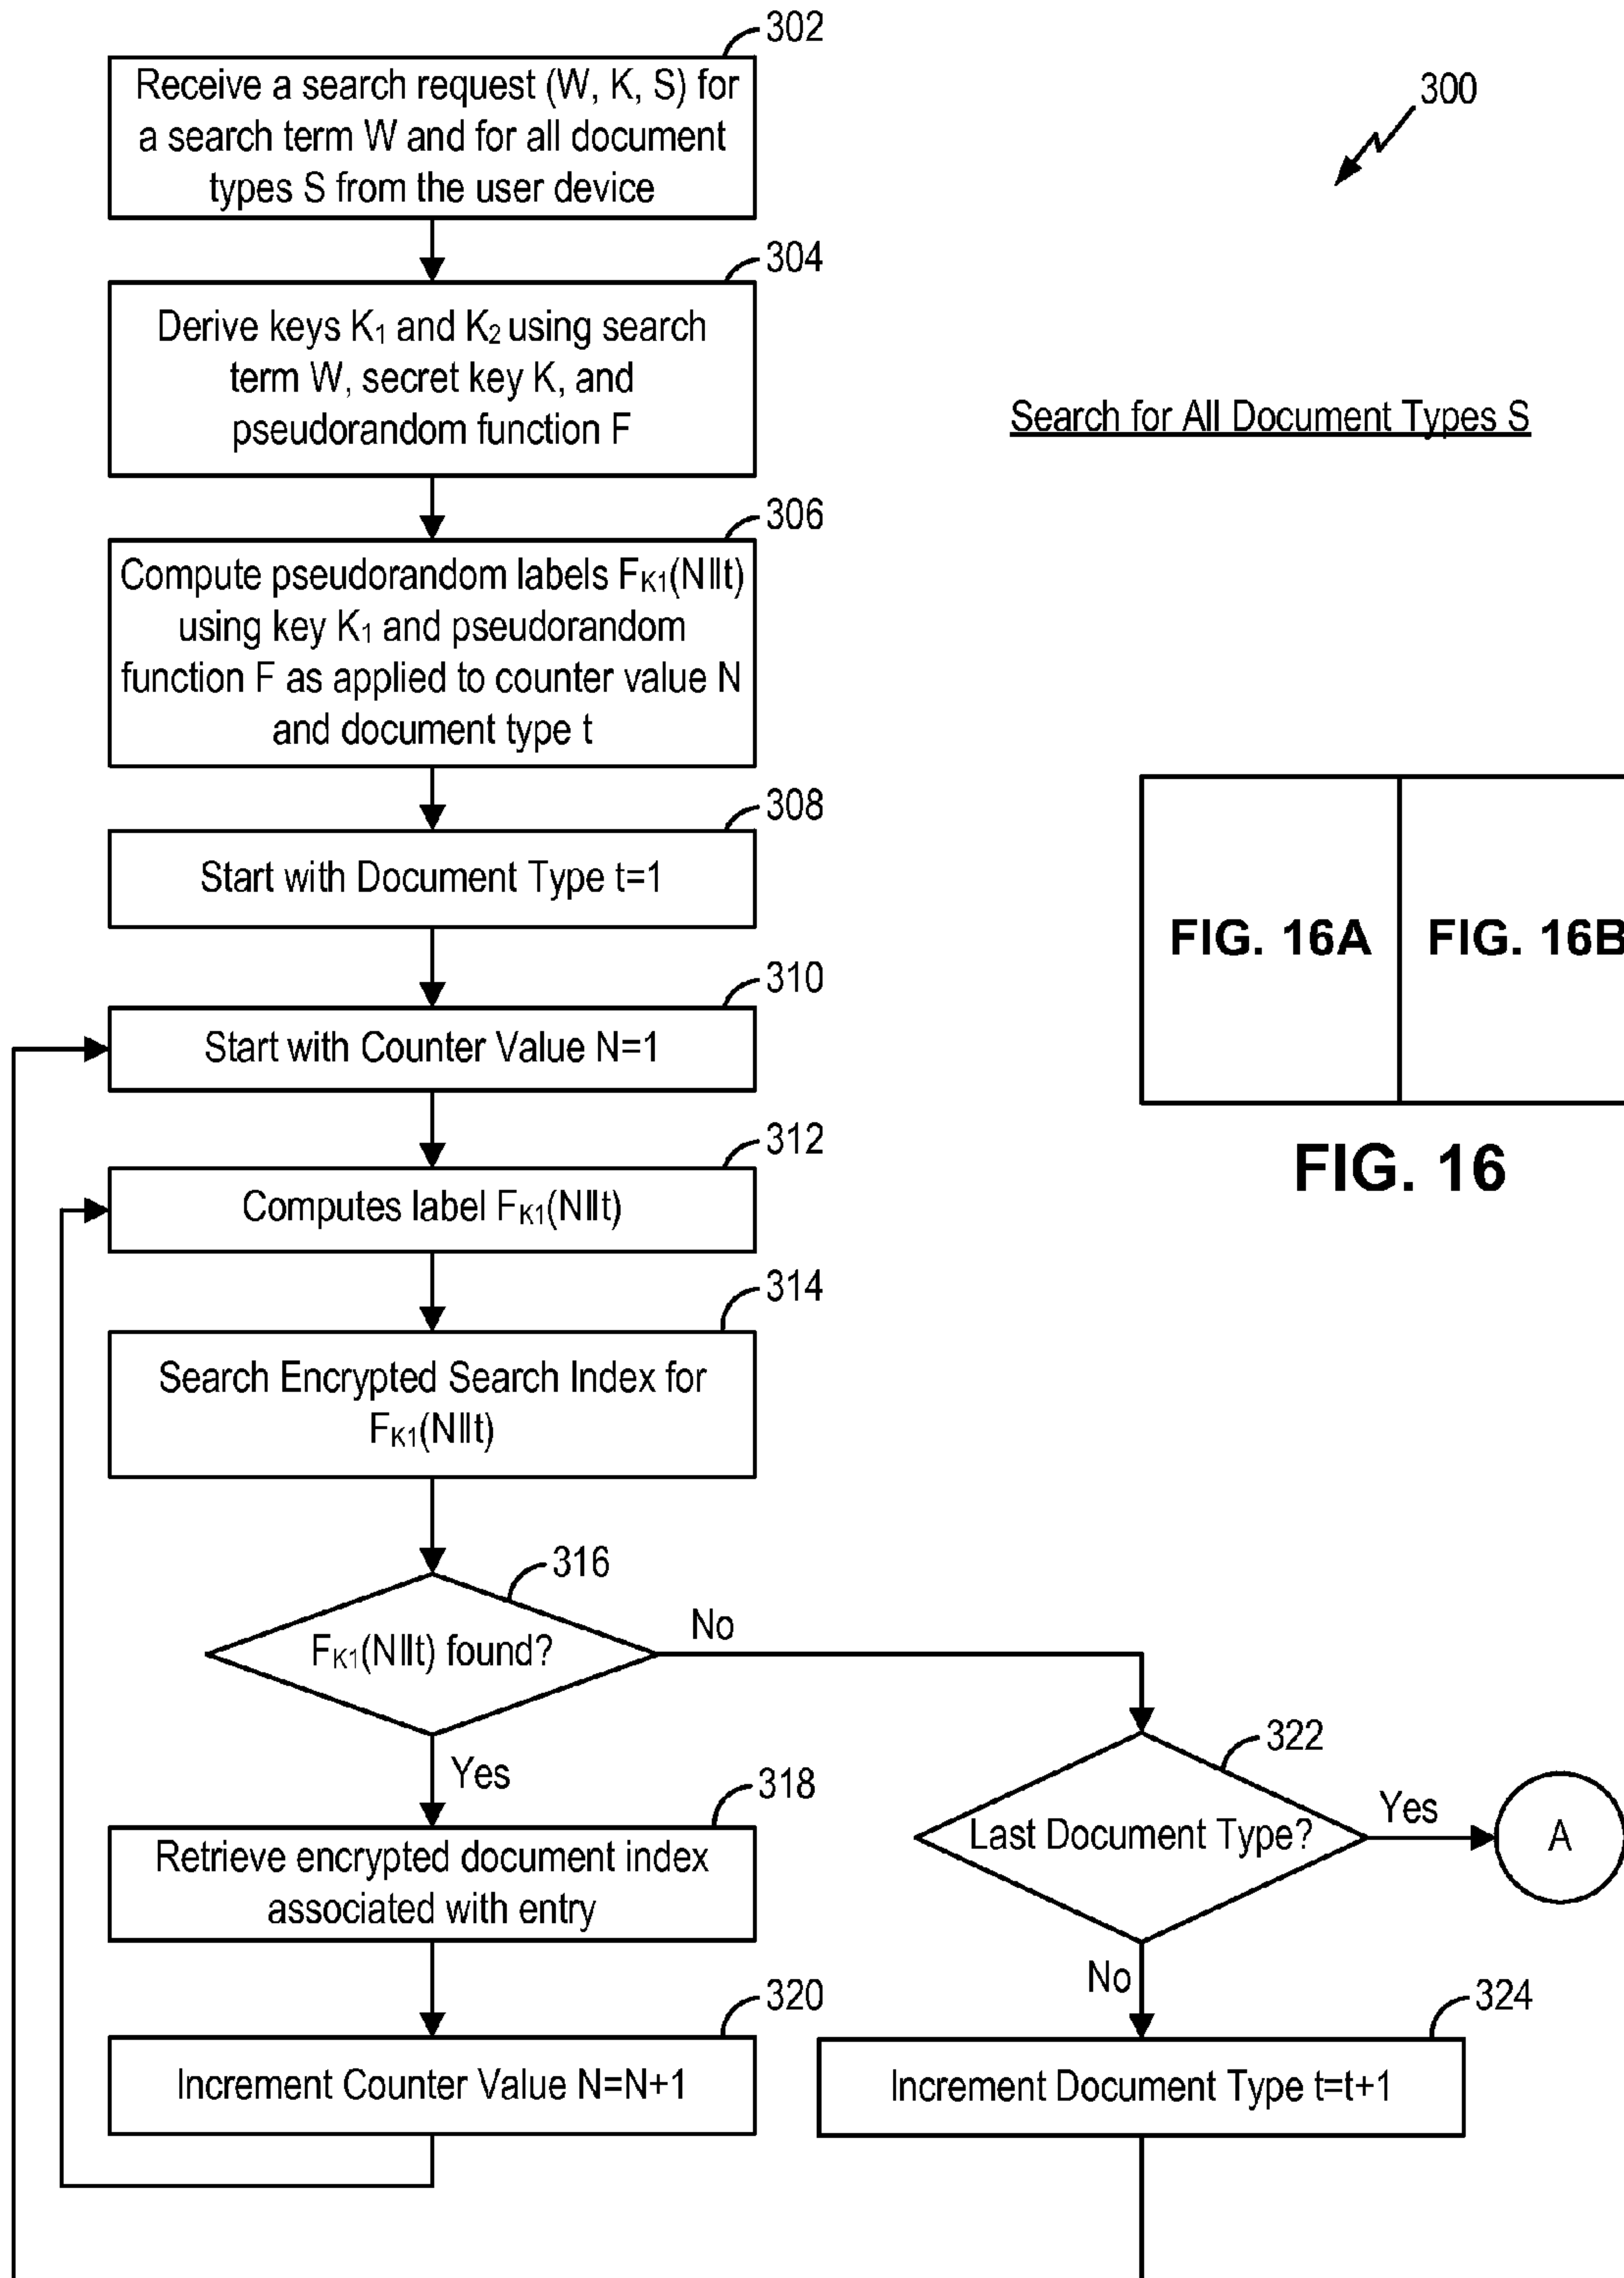 302
Receive a search request (W, K, S) for
a search term W and for all document
types S from the user device
300
304
Derive keys K₁ and K₂ using search
term W, secret key K, and
pseudorandom function F
Search for All Document Types S
306
Compute pseudorandom labels F_K1(N||t)
using key K₁ and pseudorandom
function F as applied to counter value N
and document type t
308
Start with Document Type t=1
FIG. 16A
FIG. 16B
FIG. 16
310
Start with Counter Value N=1
312
Computes label F_K1(N||t)
314
Search Encrypted Search Index for
F_K1(N||t)
316
F_K1(N||t) found?
No
Yes
322
Last Document Type?
Yes
A
318
Retrieve encrypted document index
associated with entry
No
320
Increment Counter Value N=N+1
324
Increment Document Type t=t+1